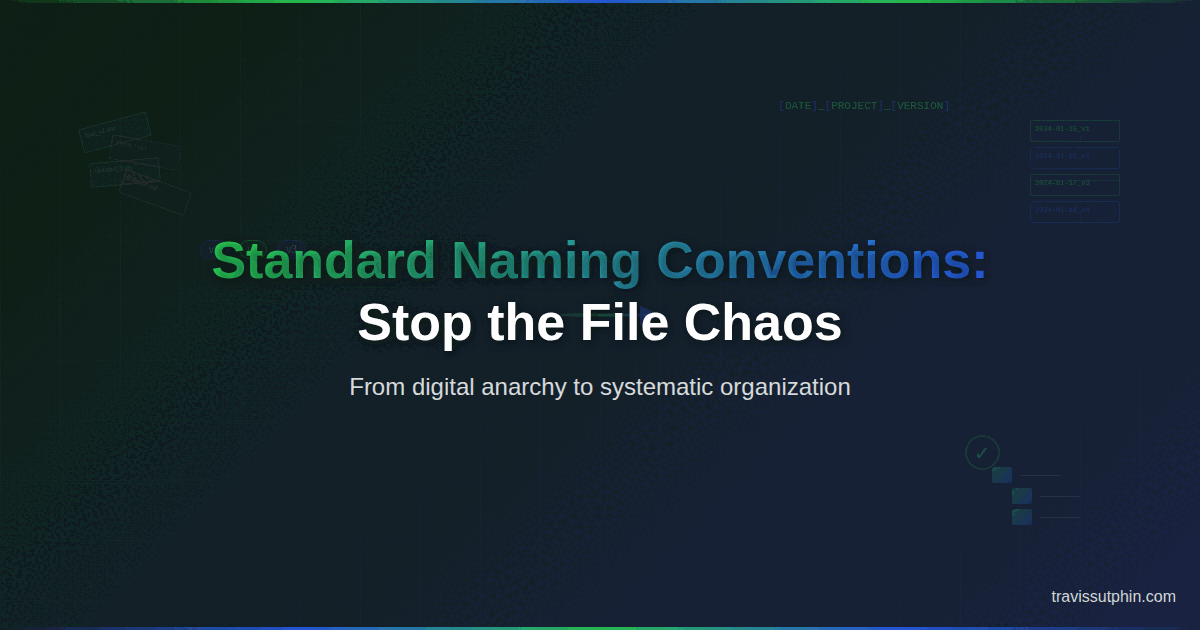 [DATE]_[PROJECT]_[VERSION]
2024-01-15_v1
2024-01-17_v3
Standard Naming Conventions:
Stop the File Chaos
From digital anarchy to systematic organization
✓
travissutphin.com